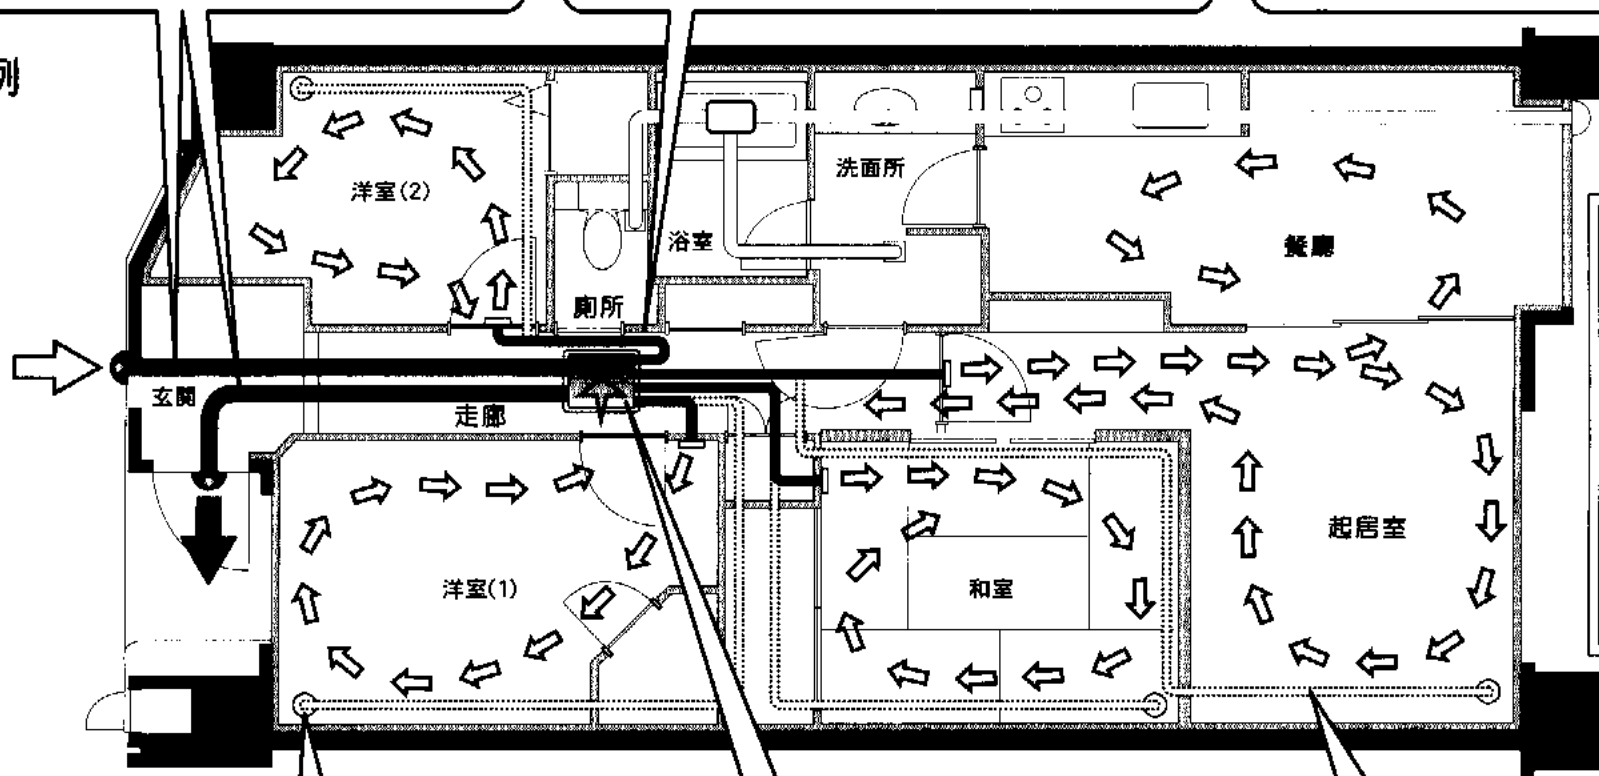 例
洋室(2)
洗面所
浴室
餐廳
廁所
玄關
走廊
起居室
洋室(1)
和室